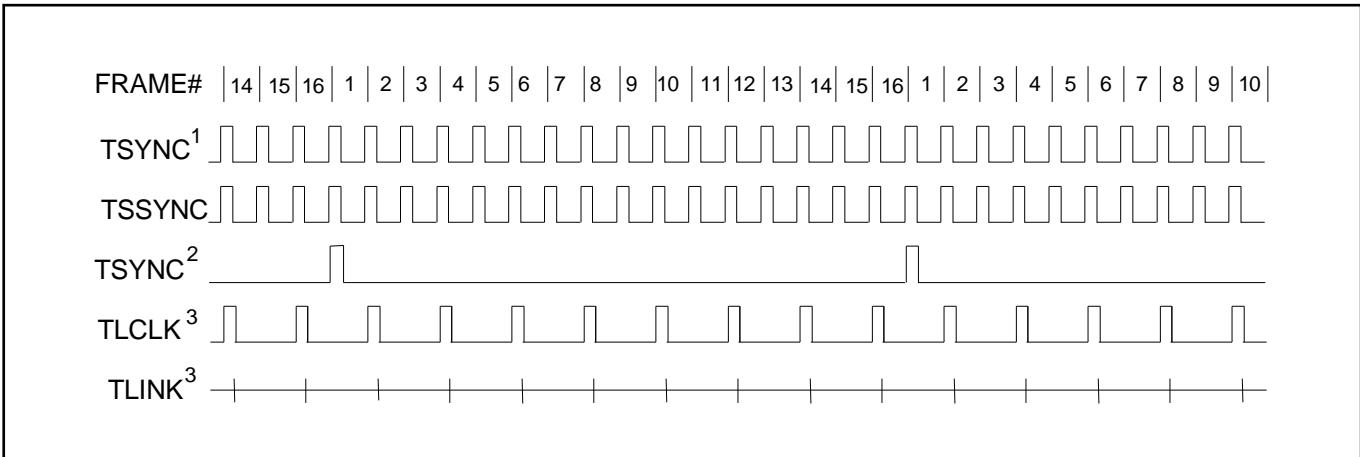 FRAME# 14 15 16 1 2 3 4 5 6 7 8 9 10 11 12 13 14 15 16 1 2 3 4 5 6 7 8 9 10
TSYNC1
TSSYNC
TSYNC2
TLCLK3
TLINK3